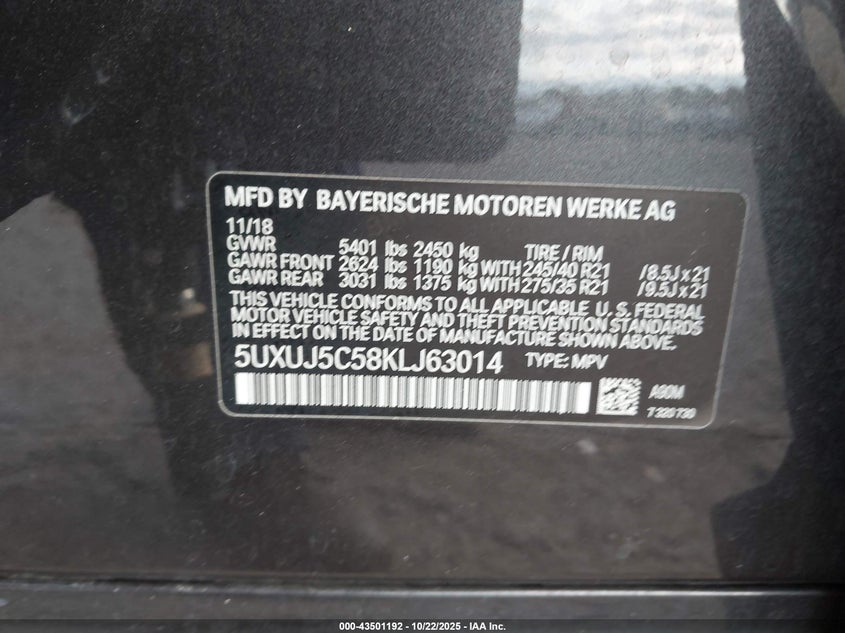 MFD BY BAYERISCHE MOTOREN WERKE AG
11/18
GVWR 5401 lbs 2450 kg TIRE / RIM
GAWR FRONT 2624 lbs 1190 kg WITH 245/40 R21 /8.5J x 21
GAWR REAR 3031 lbs 1375 kg WITH 275/35 R21 /9.5J x 21
THIS VEHICLE CONFORMS TO ALL APPLICABLE U. S. FEDERAL
MOTOR VEHICLE SAFETY AND THEFT PREVENTION STANDARDS
IN EFFECT ON THE DATE OF MANUFACTURE SHOWN ABOVE.
5UXUJ5C58KLJ63014 TYPE: MPV
000-43501192 - 10/22/2025 - IAA Inc.